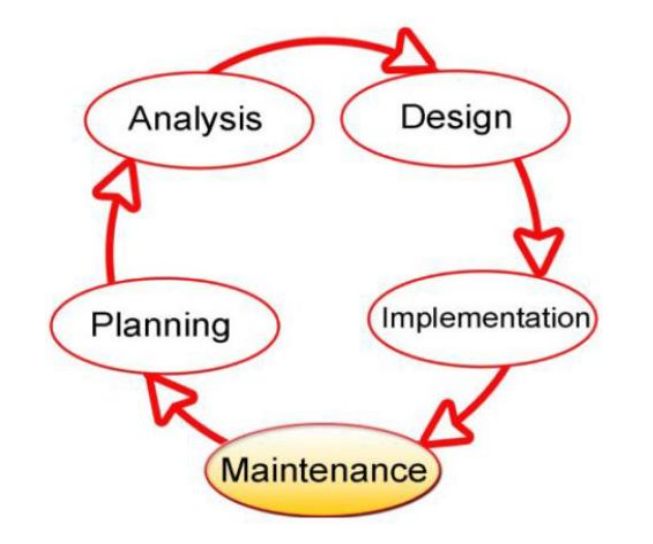 Analysis
Design
Planning
Implementation
Maintenance